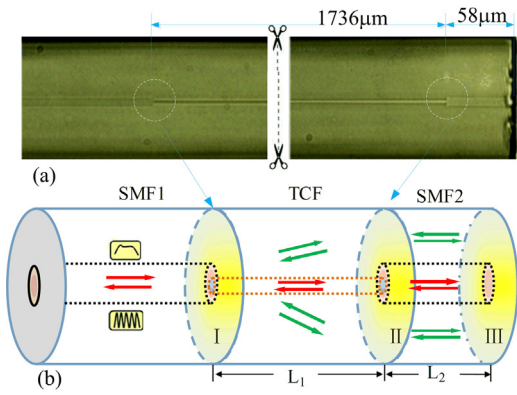 1736μm
58μm
(a)
SMF1
TCF
SMF2
I
II
III
(b)
L1
L2